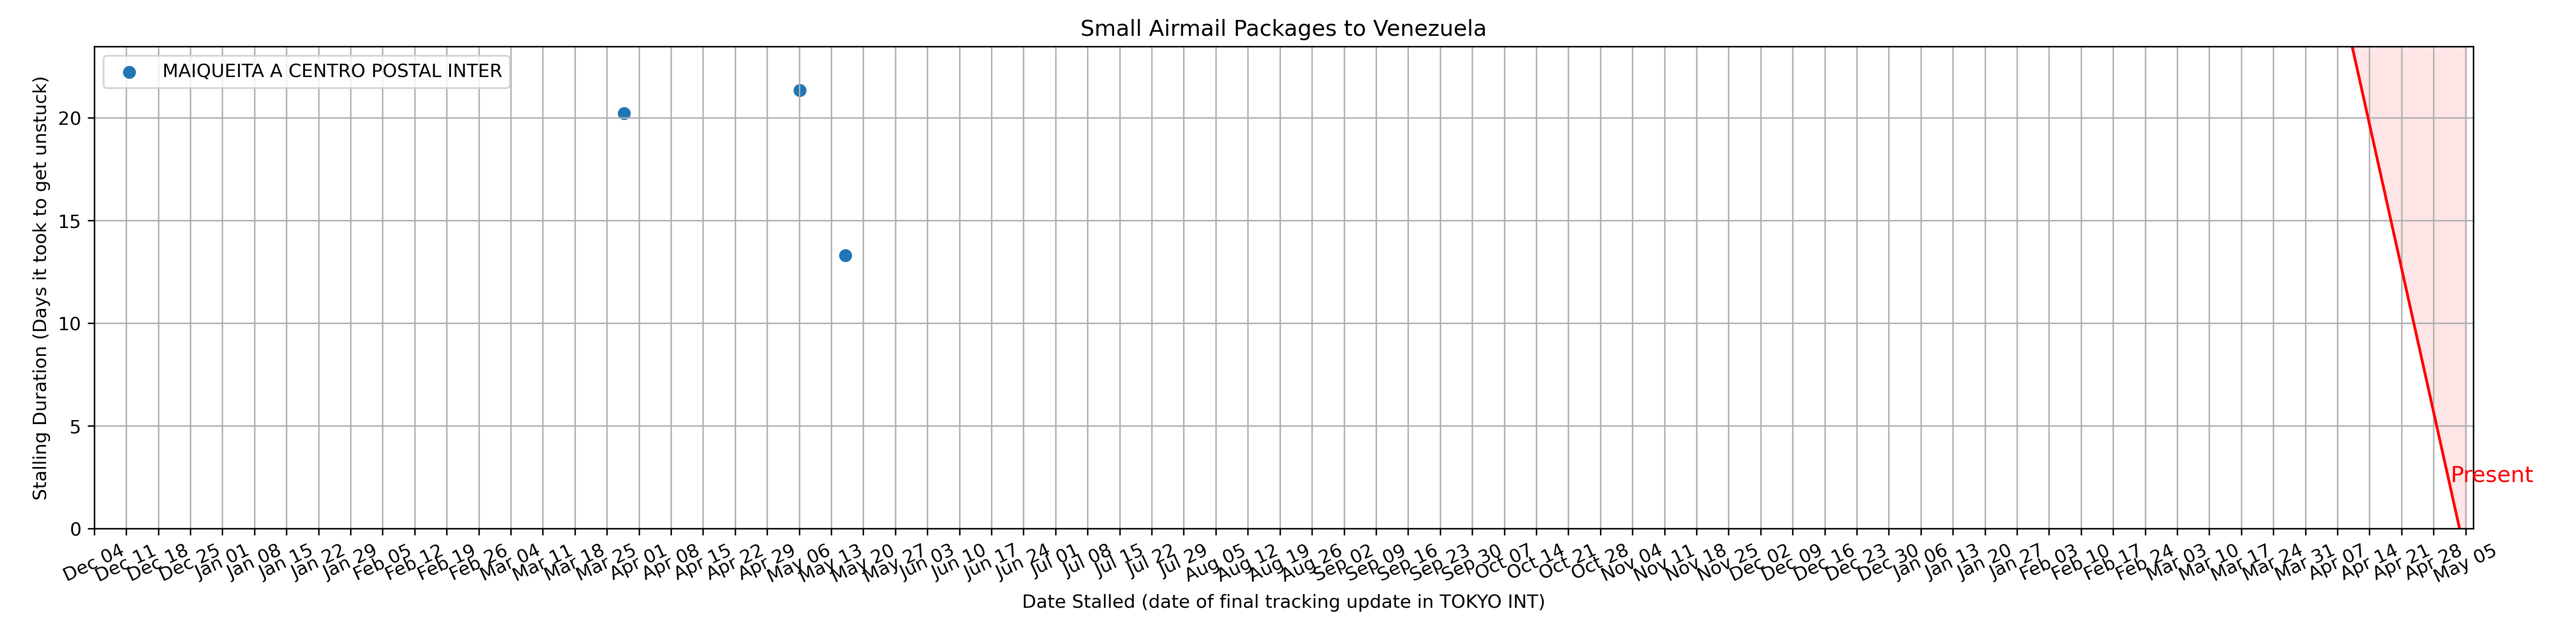 Small Airmail Packages to Venezuela
MAIQUEITA A CENTRO POSTAL INTER
Stalling Duration (Days it took to get unstuck)
20
15
10
5
0
Present
Dec 04
Dec 11
Dec 18
Dec 25
Jan 01
Jan 08
Jan 15
Jan 22
Jan 29
Feb 05
Feb 12
Feb 19
Feb 26
Mar 04
Mar 11
Mar 18
Mar 25
Apr 01
Apr 08
Apr 15
Apr 22
Apr 29
May 06
May 13
May 20
May 27
Jun 03
Jun 10
Jun 17
Jun 24
Jul 01
Jul 08
Jul 15
Jul 22
Jul 29
Aug 05
Aug 12
Aug 19
Aug 26
Sep 02
Sep 09
Sep 16
Sep 23
Sep 30
Oct 07
Oct 14
Oct 21
Oct 28
Nov 04
Nov 11
Nov 18
Nov 25
Dec 02
Dec 09
Dec 16
Dec 23
Dec 30
Jan 06
Jan 13
Jan 20
Jan 27
Feb 03
Feb 10
Feb 17
Feb 24
Mar 03
Mar 10
Mar 17
Mar 24
Mar 31
Apr 07
Apr 14
Apr 21
Apr 28
May 05
Date Stalled (date of final tracking update in TOKYO INT)